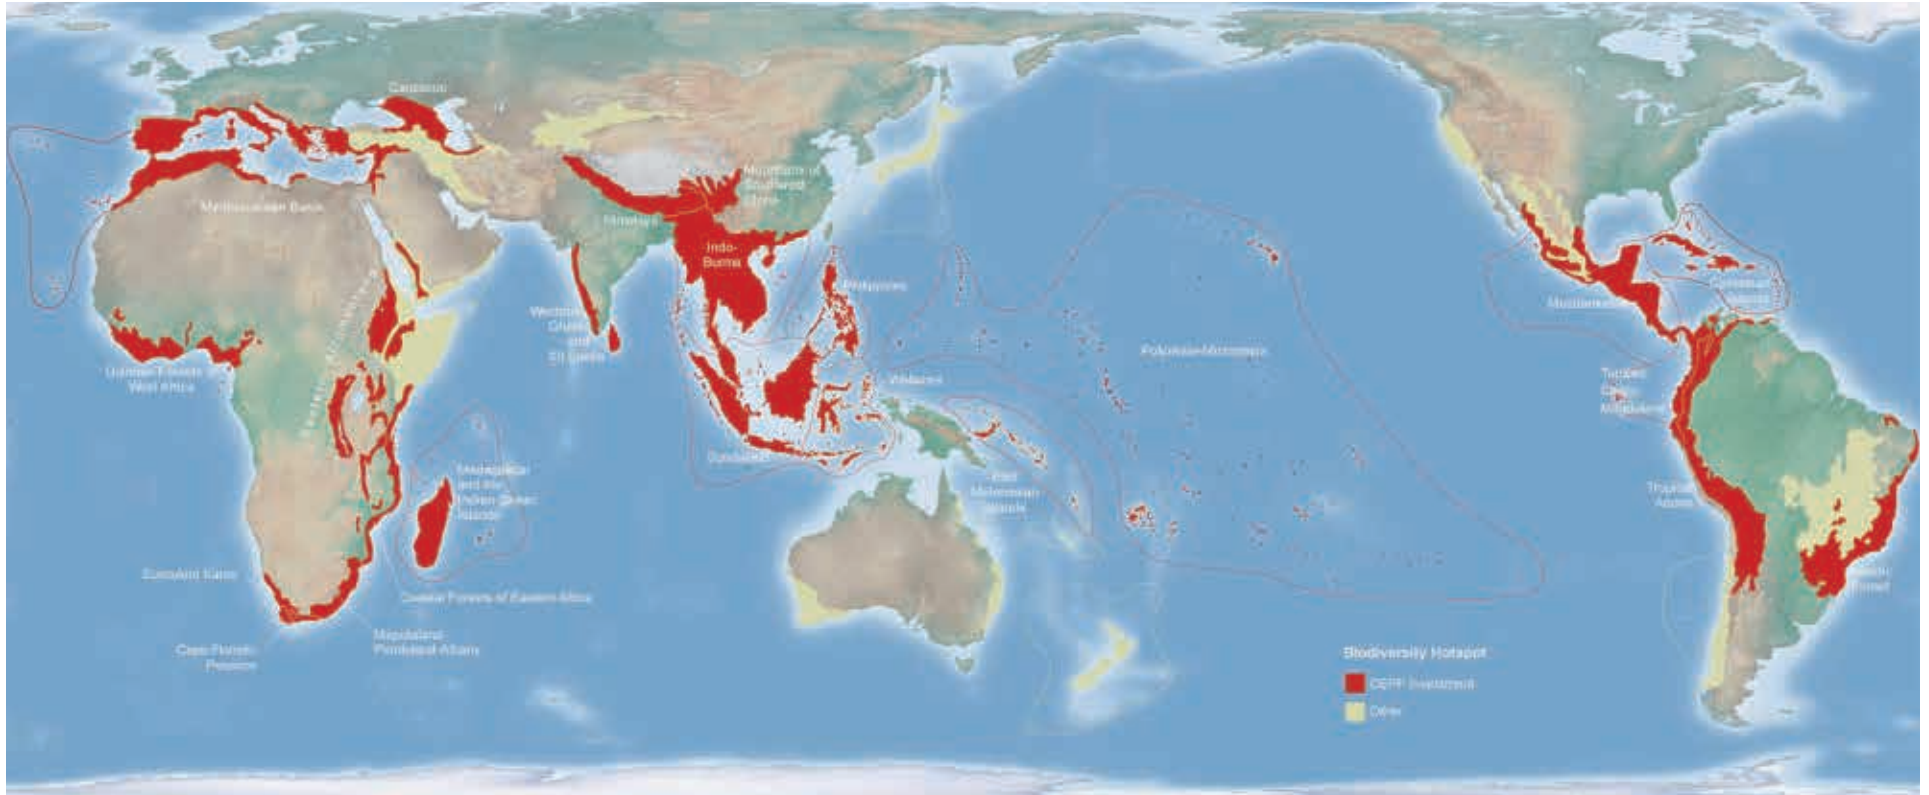 Caucasus
Mountains of
Southwest
China
Mediterranean Basin
Himalaya
Indo-
Burma
Philippines
Western
Ghats
and
Sri Lanka
Caribbean
Islands
Mesoamerica
Polynesia-Micronesia
Eastern Afromontane
Guinean Forests of
West Africa
Wallacea
Tumbes-
Chocó-
Magdalena
Sundaland
Madagascar
and the
Indian Ocean
Islands
East
Melanesian
Islands
Tropical
Andes
Succulent Karoo
Coastal Forests of Eastern Africa
Atlantic
Forest
Cape Floristic
Maputaland-
Pondoland-Albany
Biodiversity Hotspot
CEPF Investment
Other